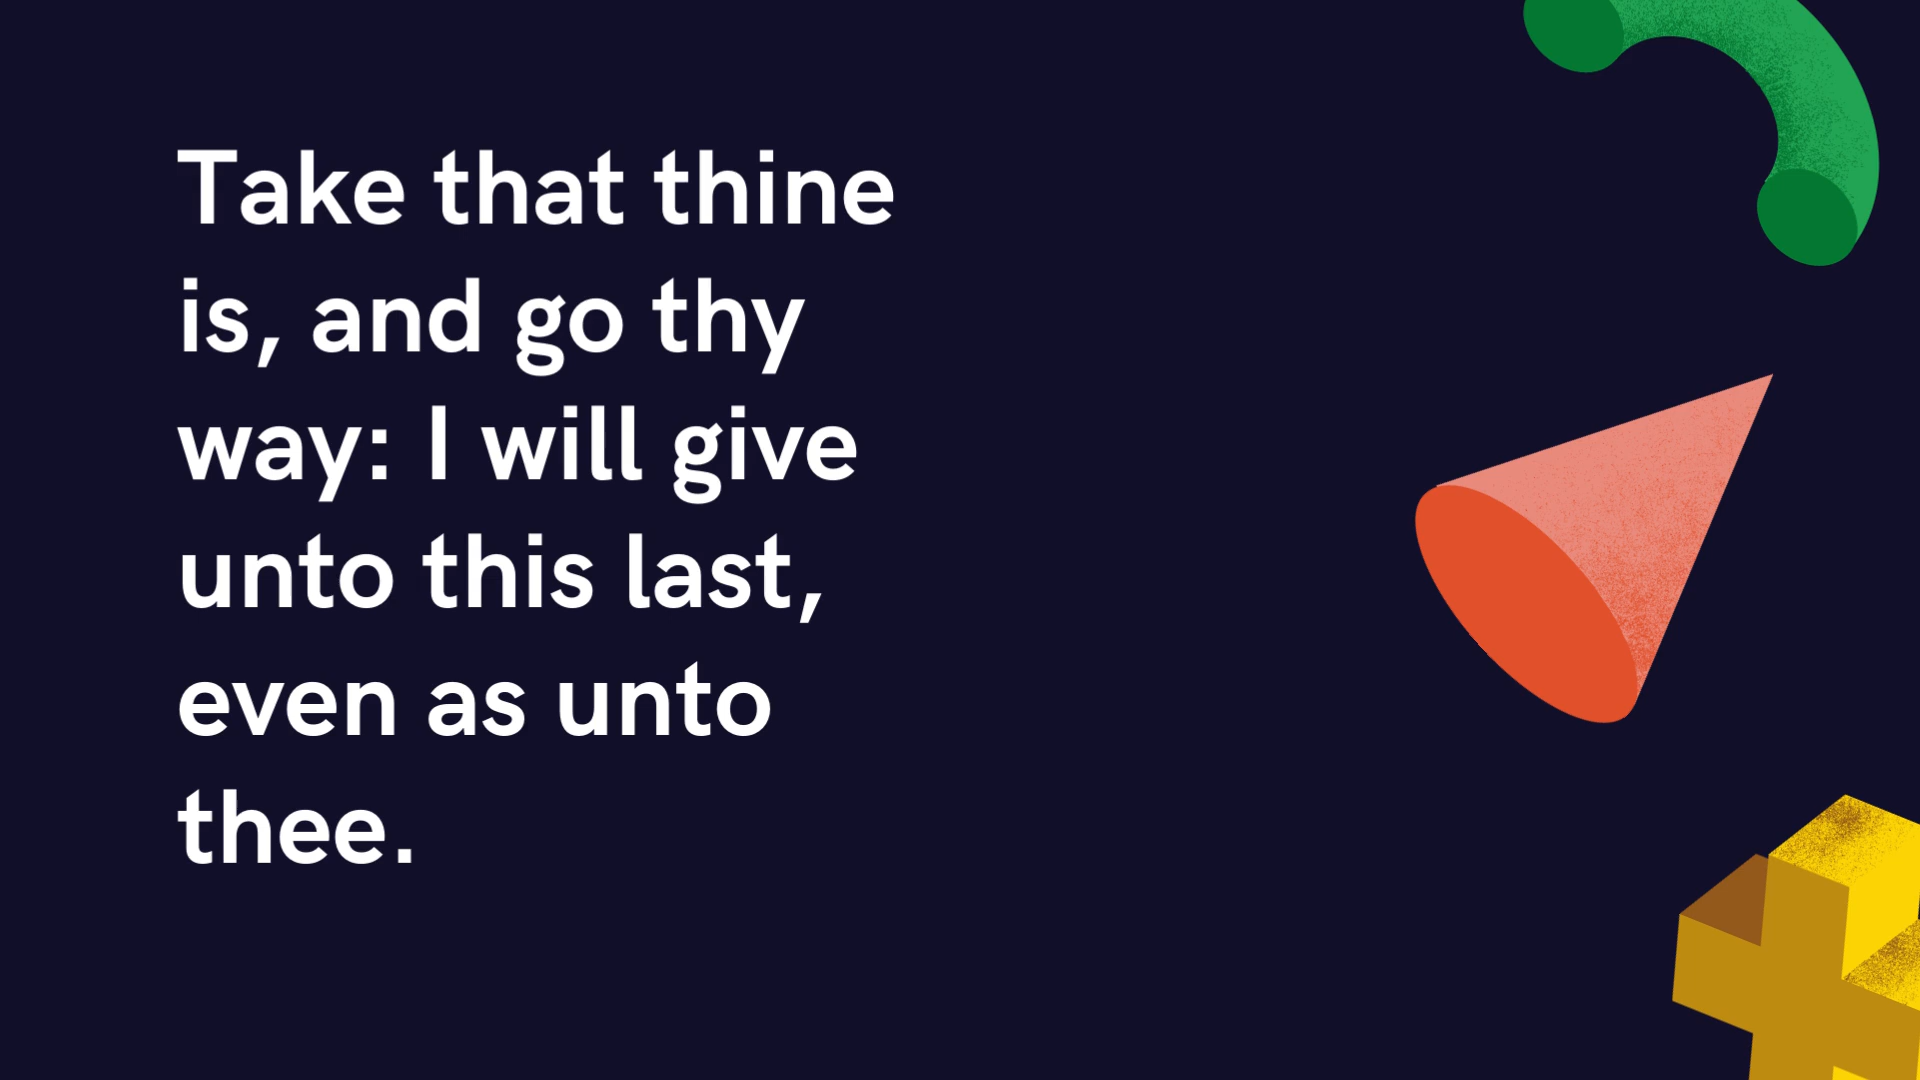 Take that thine
is, and go thy
way: I will give
unto this last,
even as unto
thee.